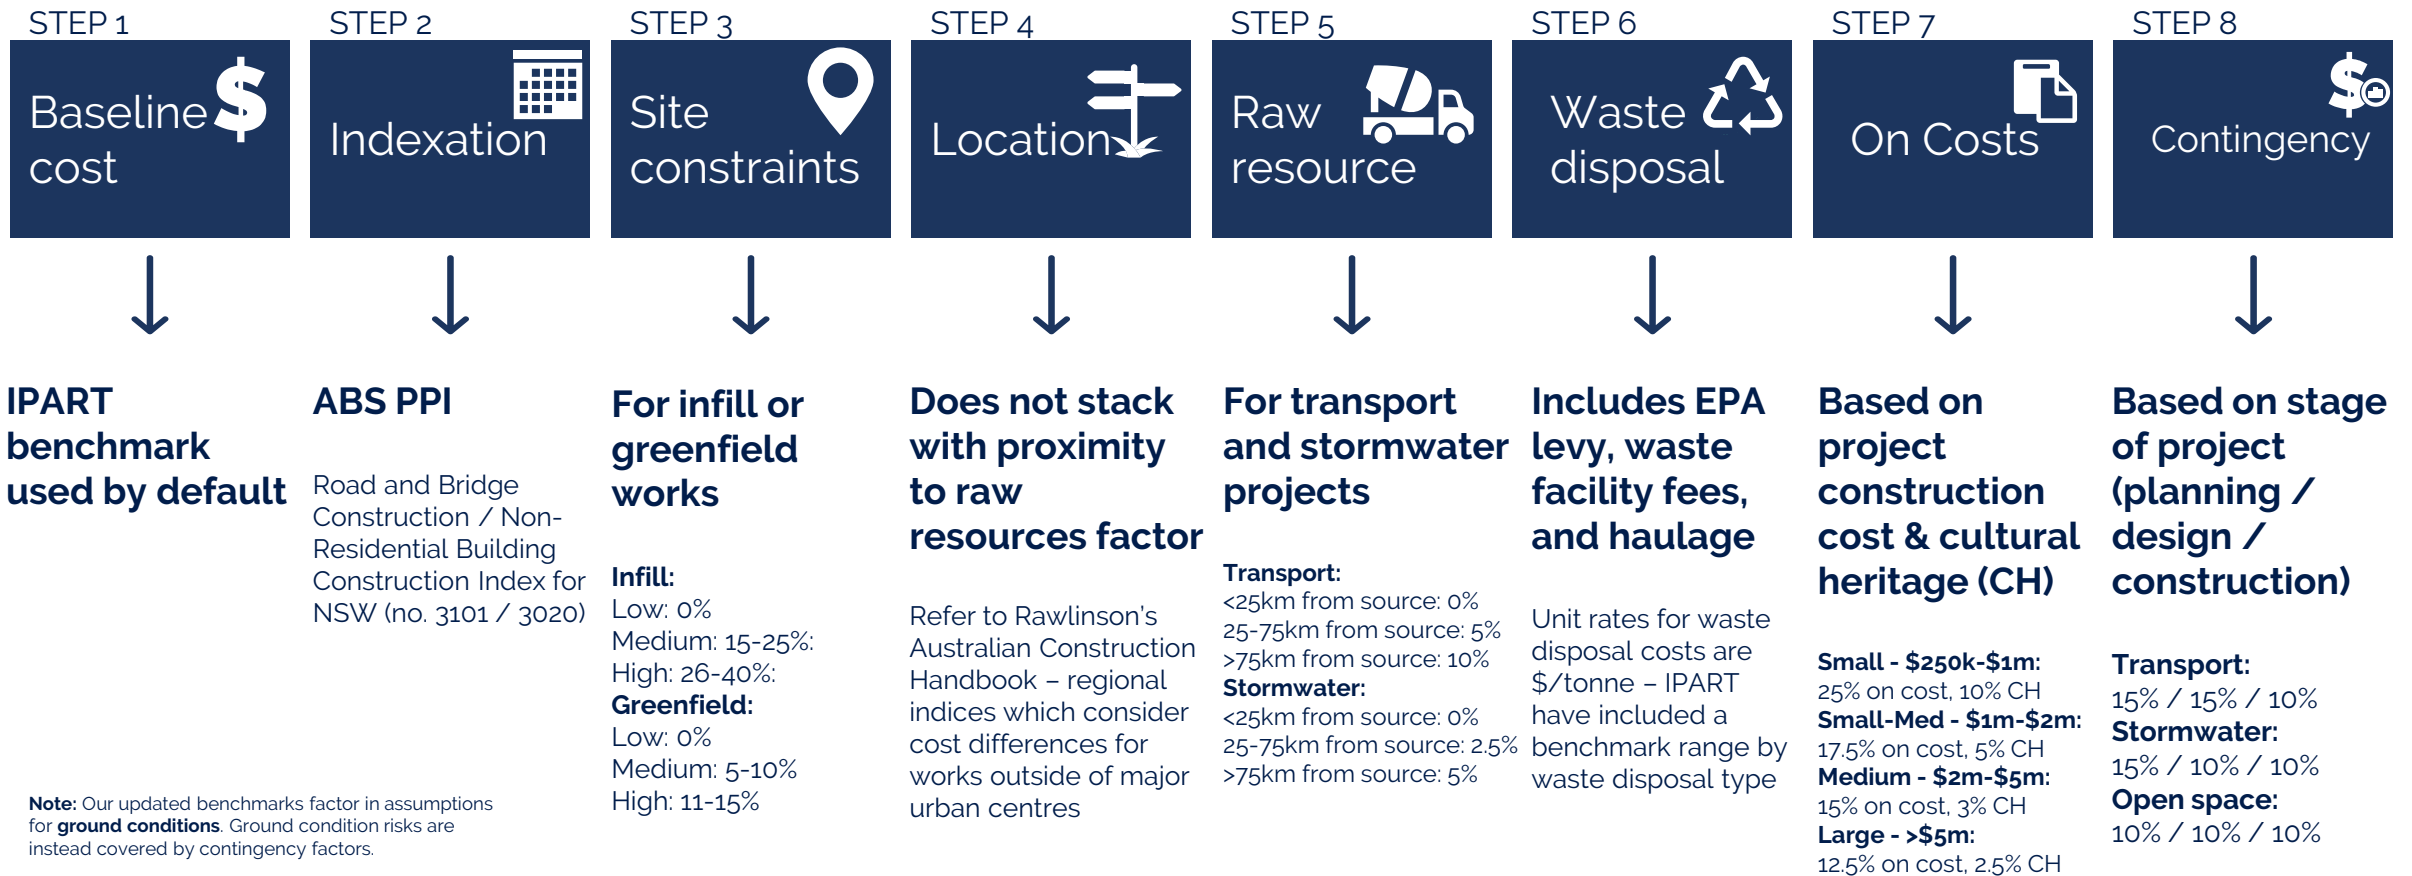 STEP 1
Baseline
cost
IPART
benchmark
used by default
STEP 2
Indexation
ABS PPI
Road and Bridge
Construction / Non-
Residential Building
Construction Index for
NSW (no. 3101 / 3020)
Note: Our updated benchmarks factor in assumptions
for ground conditions. Ground condition risks are
instead covered by contingency factors.
STEP 3
Site
constraints
For infill or
greenfield
works
Infill:
Low: 0%
Medium: 15-25%:
High: 26-40%:
Greenfield:
Low: 0%
Medium: 5-10%
High: 11-15%
STEP 4
Location
Does not stack
with proximity
to raw
resources factor
Refer to Rawlinson’s
Australian Construction
Handbook – regional
indices which consider
cost differences for
works outside of major
urban centres
STEP 5
Raw
resource
For transport
and stormwater
projects
Transport:
<25km from source: 0%
25-75km from source: 5%
>75km from source: 10%
Stormwater:
<25km from source: 0%
25-75km from source: 2.5%
>75km from source: 5%
STEP 6
Waste
disposal
Includes EPA
levy, waste
facility fees,
and haulage
Unit rates for waste
disposal costs are
$/tonne – IPART
have included a
benchmark range by
waste disposal type
STEP 7
On Costs
Based on
project
construction
cost & cultural
heritage (CH)
Small - $250k-$1m:
25% on cost, 10% CH
Small-Med - $1m-$2m:
17.5% on cost, 5% CH
Medium - $2m-$5m:
15% on cost, 3% CH
Large - >$5m:
12.5% on cost, 2.5% CH
STEP 8
Contingency
Based on stage
of project
(planning /
design /
construction)
Transport:
15% / 15% / 10%
Stormwater:
15% / 10% / 10%
Open space:
10% / 10% / 10%